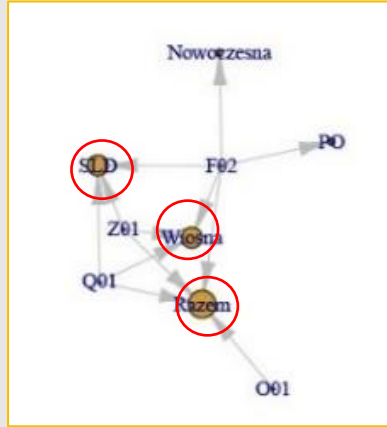 Nowoczesna
PO
SLD
F02
Z01
Wiosna
Q01
Razem
O01